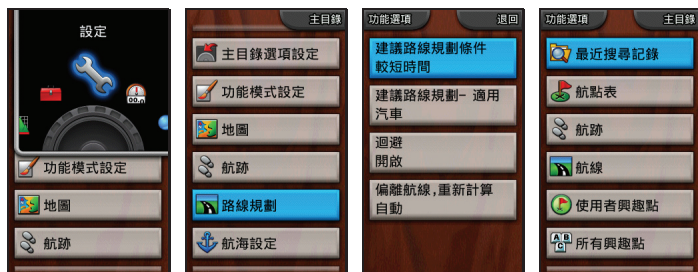 設定
00.0
功能模式設定
地圖
航跡
主目錄
主目錄選項設定
功能模式設定
地圖
航跡
路線規劃
航海設定
功能選項 退回
建議路線規劃條件
較短時間
建議路線規劃- 適用
汽車
迴避
開啟
偏離航線,重新計算
自動
功能選項 主目錄
最近搜尋記錄
航點表
航跡
航線
使用者興趣點
ABC
所有興趣點